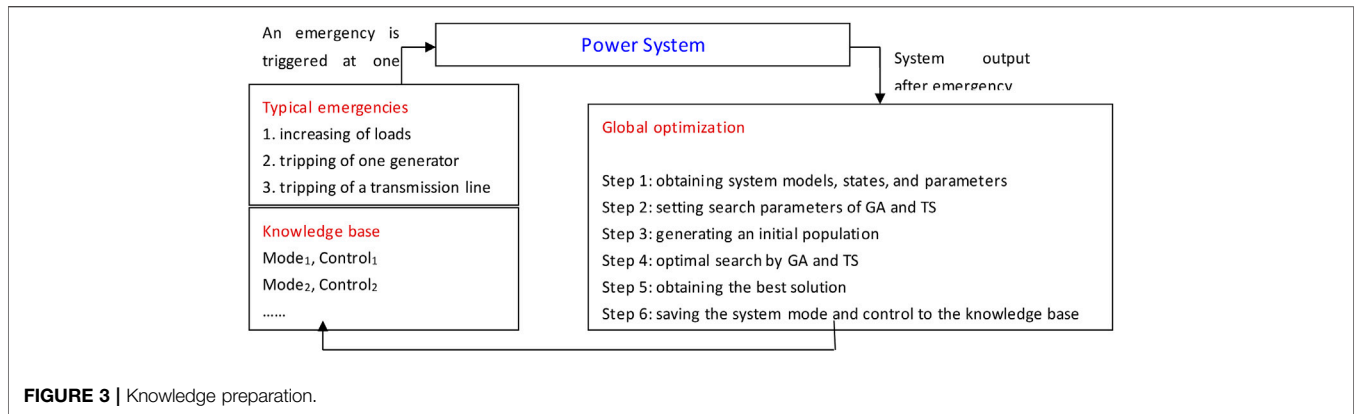 An emergency is
triggered at one
Power System
System output
after emergency
Typical emergencies
1. increasing of loads
2. tripping of one generator
3. tripping of a transmission line
Knowledge base
Mode₁, Control₁
Mode₂, Control₂
......
Global optimization
Step 1: obtaining system models, states, and parameters
Step 2: setting search parameters of GA and TS
Step 3: generating an initial population
Step 4: optimal search by GA and TS
Step 5: obtaining the best solution
Step 6: saving the system mode and control to the knowledge base
FIGURE 3 | Knowledge preparation.